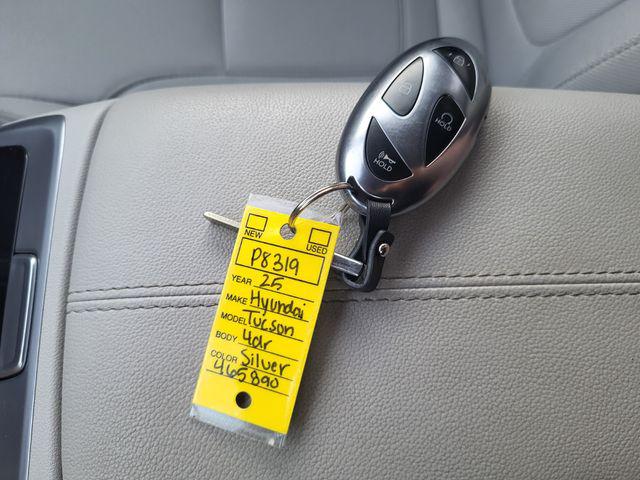 HOLD
HOLD
NEW USED
P8319
YEAR 25
MAKE Hyundai
MODEL Tucson
BODY 4dr
COLOR Silver
465890